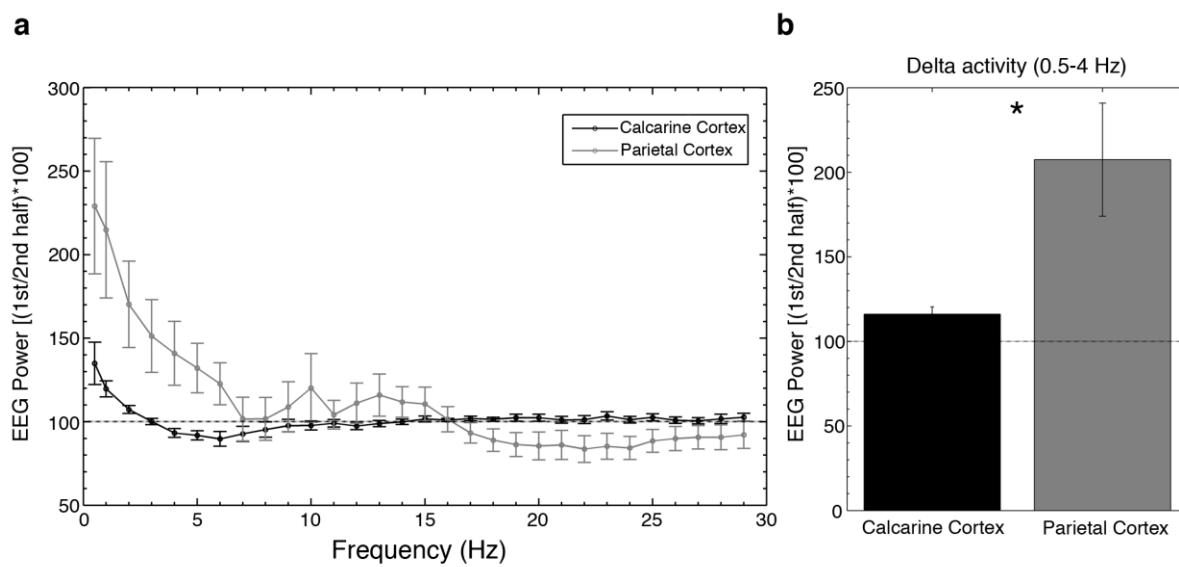 a
b
Delta activity (0.5-4 Hz)
EEG Power [(1st/2nd half)*100]
300
250
200
150
100
50
Calcarine Cortex
Parietal Cortex
0
5
10
15
20
25
30
Frequency (Hz)
EEG Power [(1st/2nd half)*100]
250
200
150
100
50
0
*
Calcarine Cortex
Parietal Cortex